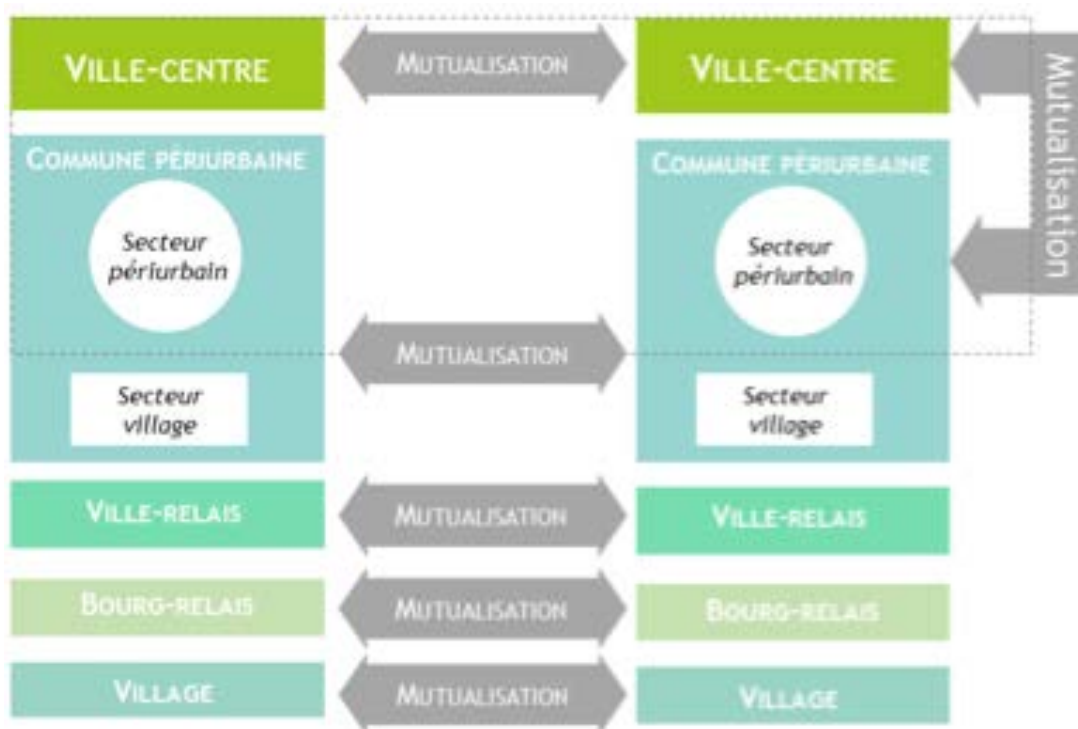 VILLE-CENTRE
MUTUALISATION
VILLE-CENTRE
Mutualisation
COMMUNE PÉRIURBAINE
COMMUNE PÉRIURBAINE
Secteur
périurbain
Secteur
périurbain
MUTUALISATION
Secteur
village
Secteur
village
VILLE-RELAIS
MUTUALISATION
VILLE-RELAIS
BOURG-RELAIS
MUTUALISATION
BOURG-RELAIS
VILLAGE
MUTUALISATION
VILLAGE